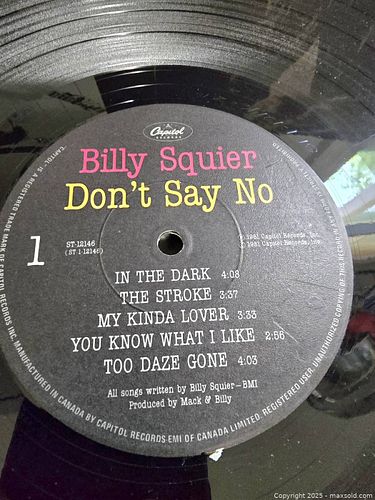 Capitol
Billy Squier
Don't Say No
1
ST-12146
(ST-1-12146)
℗ 1981 Capitol Records, Inc.
© 1981 Capitol Records, Inc.
IN THE DARK 4:08
THE STROKE 3:37
MY KINDA LOVER 3:33
YOU KNOW WHAT I LIKE 2:56
TOO DAZE GONE 4:03
All songs written by Billy Squier-BMI
Produced by Mack & Billy
"CAPITOL" IS A REGISTERED TRADE MARK OF CAPITOL RECORDS INC. MANUFACTURED IN CANADA BY CAPITOL RECORDS EMI OF CANADA LIMITED. REGISTERED USER. UNAUTHORIZED COPYING OF THIS RECORD
Copyright 2025 - maxsold.com